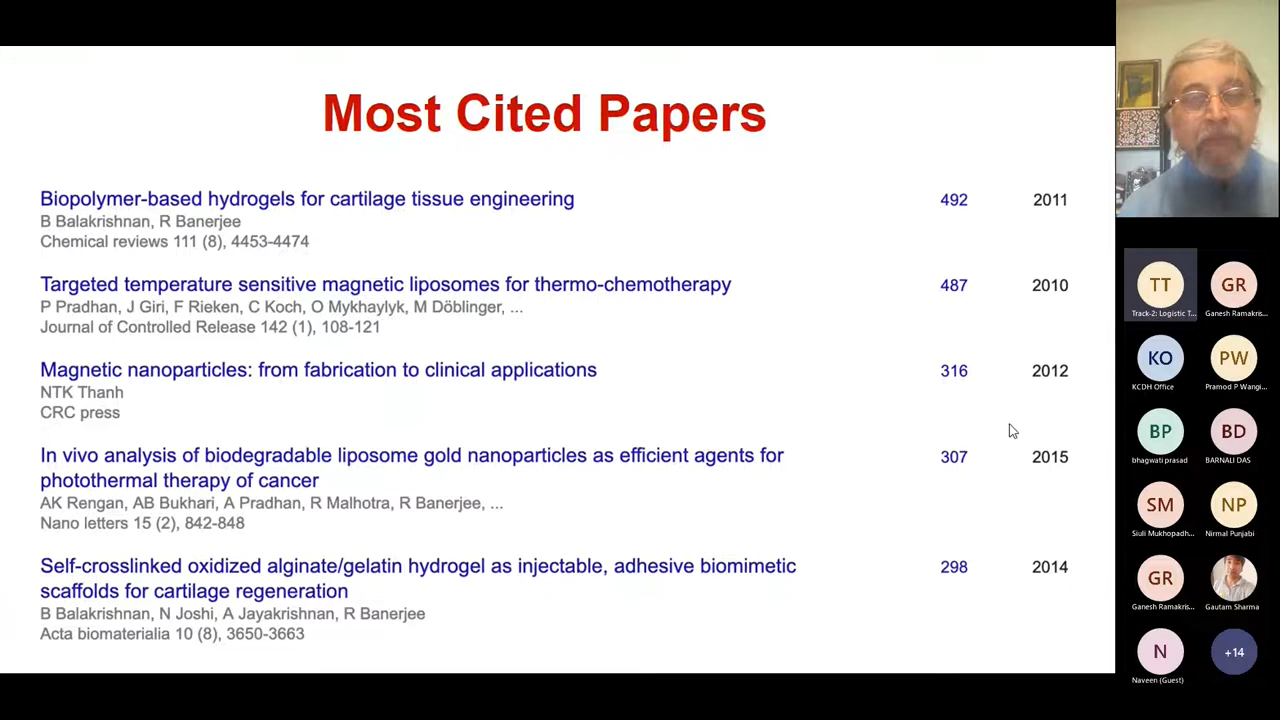 Most Cited Papers
Biopolymer-based hydrogels for cartilage tissue engineering 492 2011
B Balakrishnan, R Banerjee
Chemical reviews 111 (8), 4453-4474
Targeted temperature sensitive magnetic liposomes for thermo-chemotherapy 487 2010
P Pradhan, J Giri, F Rieken, C Koch, O Mykhaylyk, M Döblinger, ...
Journal of Controlled Release 142 (1), 108-121
Magnetic nanoparticles: from fabrication to clinical applications 316 2012
NTK Thanh
CRC press
In vivo analysis of biodegradable liposome gold nanoparticles as efficient agents for 307 2015
photothermal therapy of cancer
AK Rengan, AB Bukhari, A Pradhan, R Malhotra, R Banerjee, ...
Nano letters 15 (2), 842-848
Self-crosslinked oxidized alginate/gelatin hydrogel as injectable, adhesive biomimetic 298 2014
scaffolds for cartilage regeneration
B Balakrishnan, N Joshi, A Jayakrishnan, R Banerjee
Acta biomaterialia 10 (8), 3650-3663
TT GR
Track-2: Logistic T... Ganesh Ramakris...
KO PW
KCDH Office Pramod P Wangi...
BP BD
bhagwati prasad BARNALI DAS
SM NP
Siuli Mukhopadh... Nirmal Punjabi
GR
Ganesh Ramakris... Gautam Sharma
N +14
Naveen (Guest)